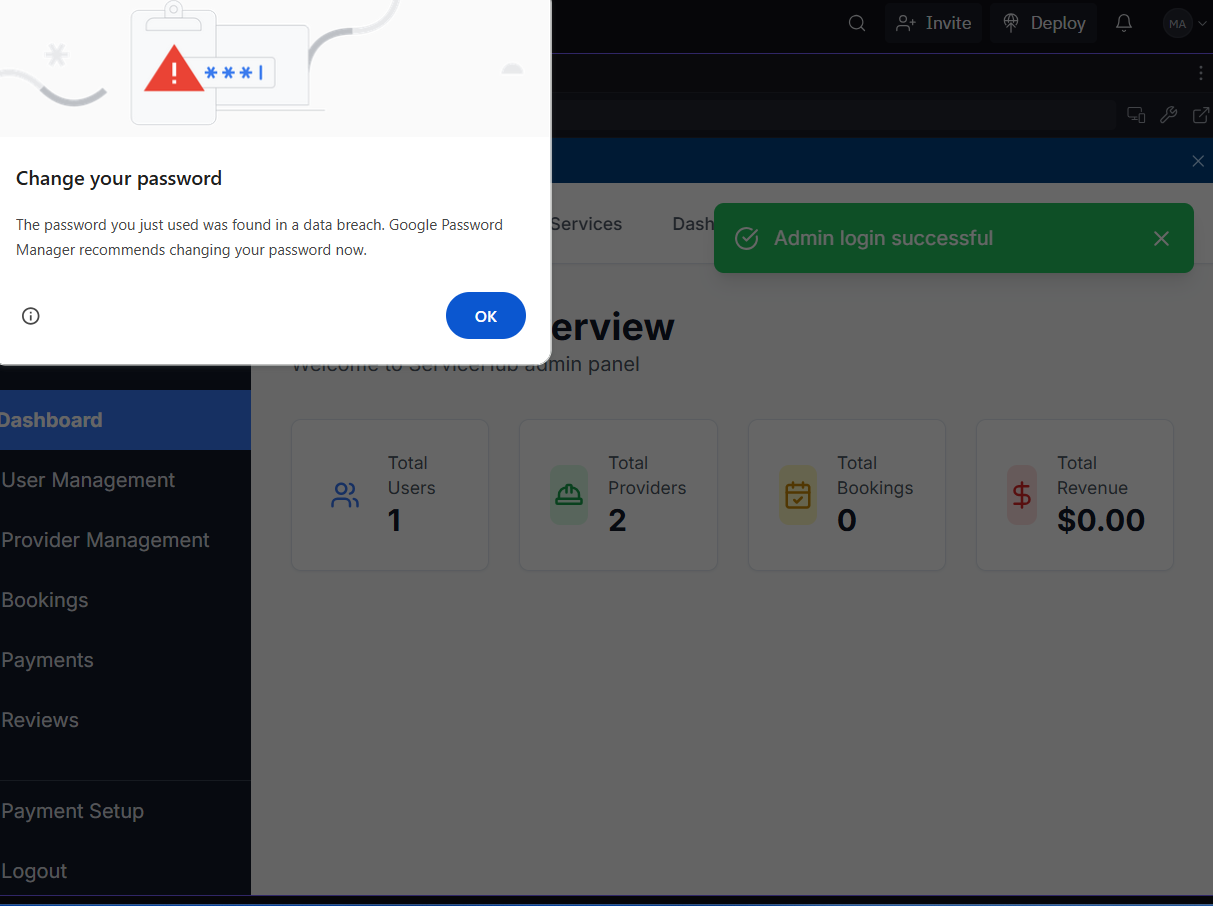 Invite
Deploy
MA
***|
Change your password
The password you just used was found in a data breach. Google Password
Manager recommends changing your password now.
OK
Services
Dash
Admin login successful
erview
Welcome to ServiceHub admin panel
Dashboard
User Management
Provider Management
Bookings
Payments
Reviews
Payment Setup
Logout
Total
Users
1
Total
Providers
2
Total
Bookings
0
Total
Revenue
$0.00